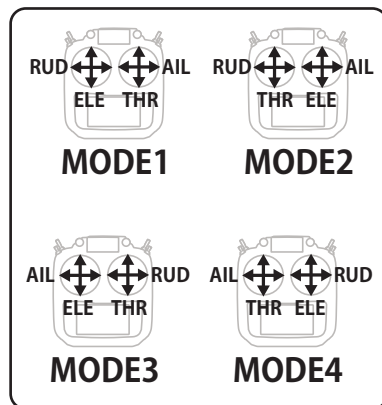 RUD AIL RUD AIL
ELE THR THR ELE
MODE1 MODE2
AIL RUD AIL RUD
ELE THR THR ELE
MODE3 MODE4